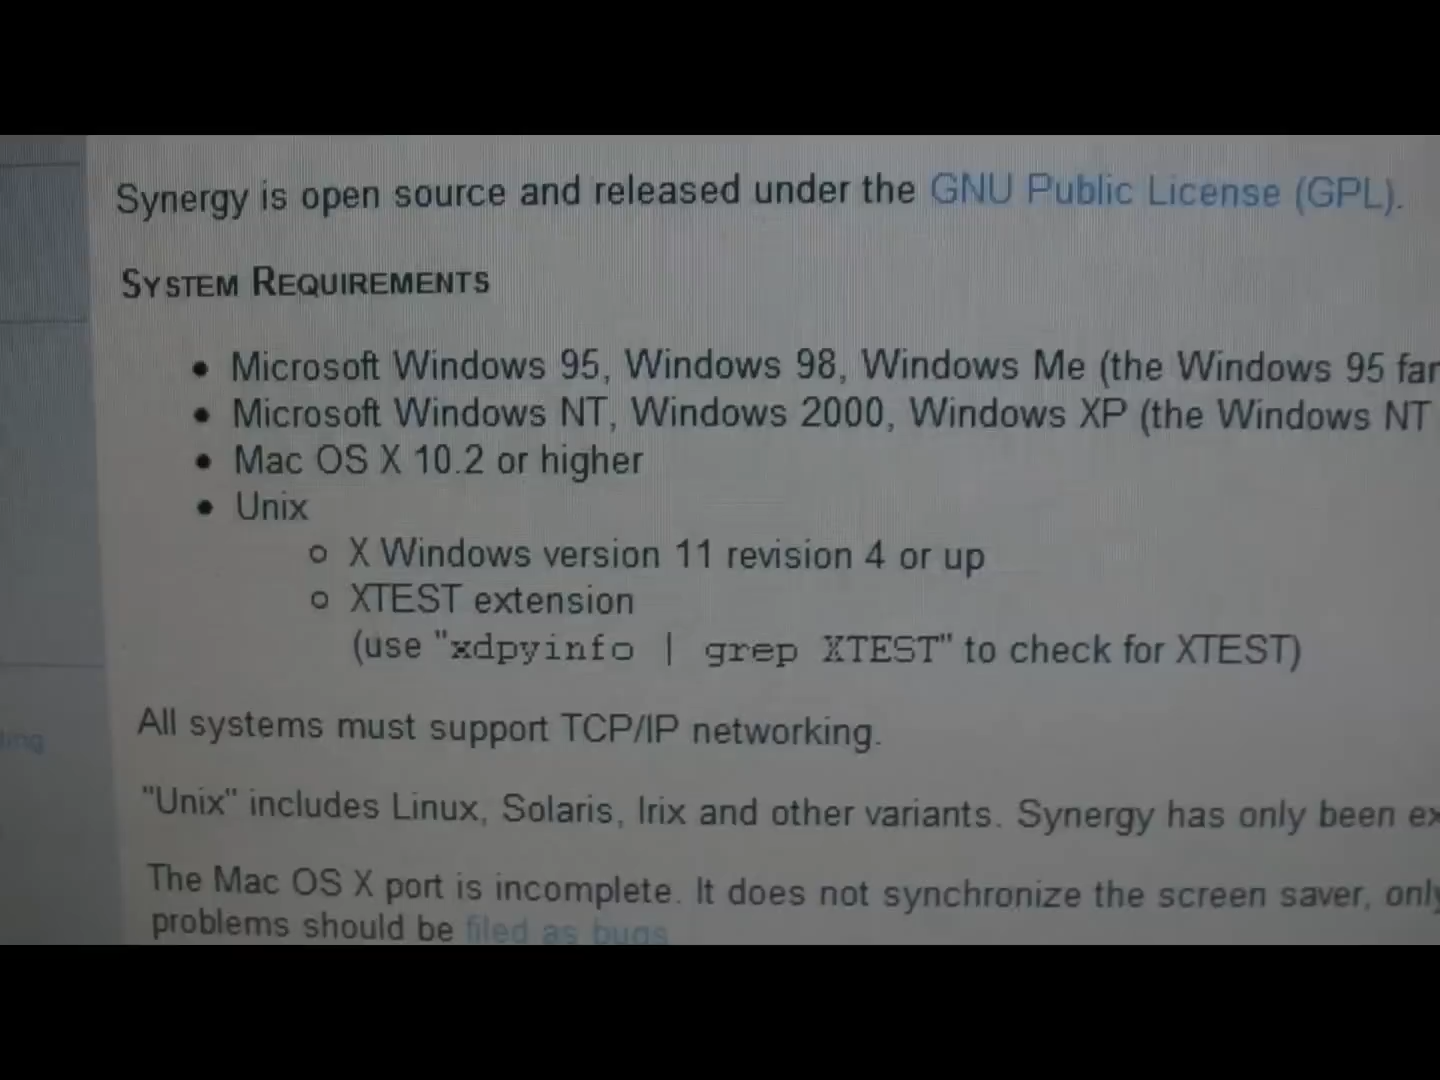 Synergy is open source and released under the GNU Public License (GPL).
SYSTEM REQUIREMENTS
• Microsoft Windows 95, Windows 98, Windows Me (the Windows 95
• Microsoft Windows NT, Windows 2000, Windows XP (the Windows NT
• Mac OS X 10.2 or higher
• Unix
o X Windows version 11 revision 4 or up
o XTEST extension
(use "xdpyinfo | grep XTEST" to check for XTEST)
All systems must support TCP/IP networking.
"Unix" includes Linux, Solaris, Irix and other variants. Synergy has only been
The Mac OS X port is incomplete. It does not synchronize the screen saver, only
problems should be filed as bugs